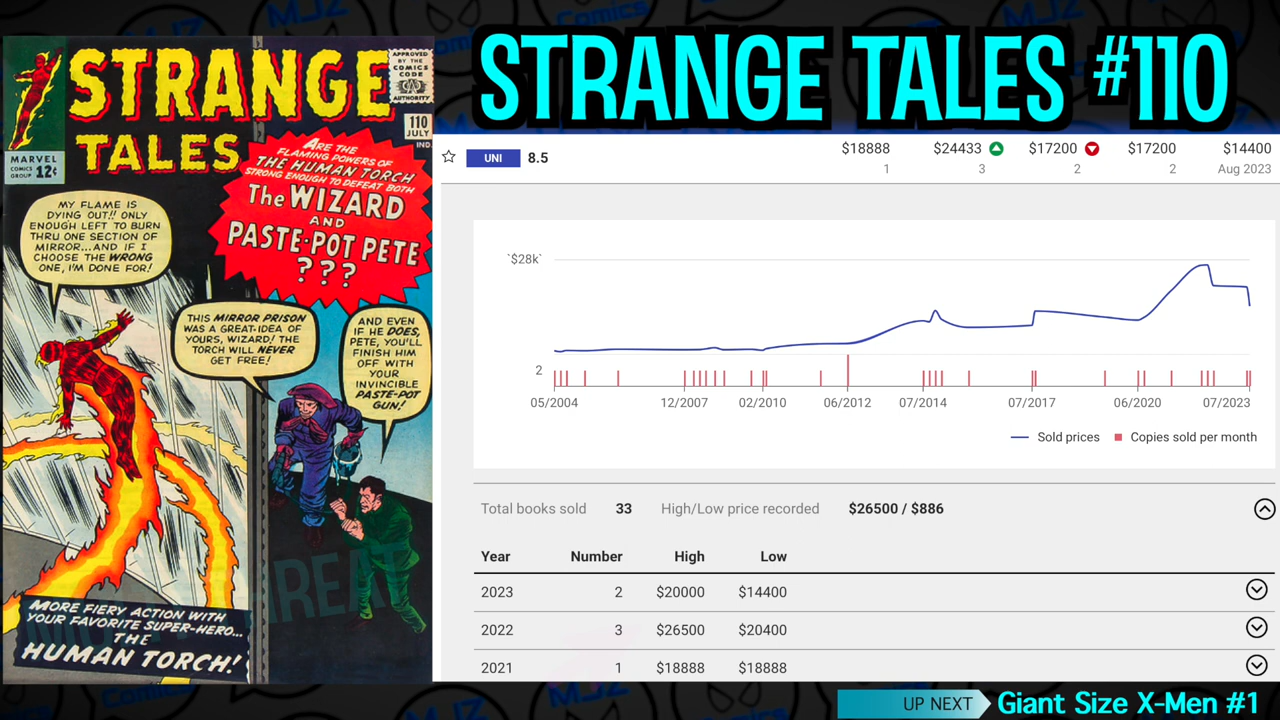 STRANGE TALES #110
STRANGE
TALES
APPROVED
BY THE
COMICS
CODE
CA
AUTHORITY
110
JULY
IND.
MARVEL
COMICS
GROUP
12¢
ARE THE
FLAMING POWERS OF
THE HUMAN TORCH
STRONG ENOUGH TO DEFEAT BOTH
The WIZARD
AND
PASTE-POT PETE
???
MY FLAME IS
DYING OUT!! ONLY
ENOUGH LEFT TO BURN
THRU ONE SECTION OF
MIRROR...AND IF I
CHOOSE THE WRONG
ONE, I'M DONE FOR!
THIS MIRROR PRISON
WAS A GREAT IDEA OF
YOURS, WIZARD! THE
TORCH WILL NEVER
GET FREE!
AND EVEN
IF HE DOES,
PETE, YOU'LL
FINISH HIM
OFF WITH
YOUR
INVINCIBLE
PASTE-POT
GUN!
MORE FIERY ACTION WITH
YOUR FAVORITE SUPER-HERO...
THE
HUMAN TORCH!
UNI 8.5 $18888 $24433 $17200 $17200 $14400
1 3 2 2 Aug 2023
`$28k`
2
05/2004 12/2007 02/2010 06/2012 07/2014 07/2017 06/2020 07/2023
Sold prices Copies sold per month
Total books sold 33 High/Low price recorded $26500 / $886
Year Number High Low
2023 2 $20000 $14400
2022 3 $26500 $20400
2021 1 $18888 $18888
UP NEXT Giant Size X-Men #1
MJZ
Comics